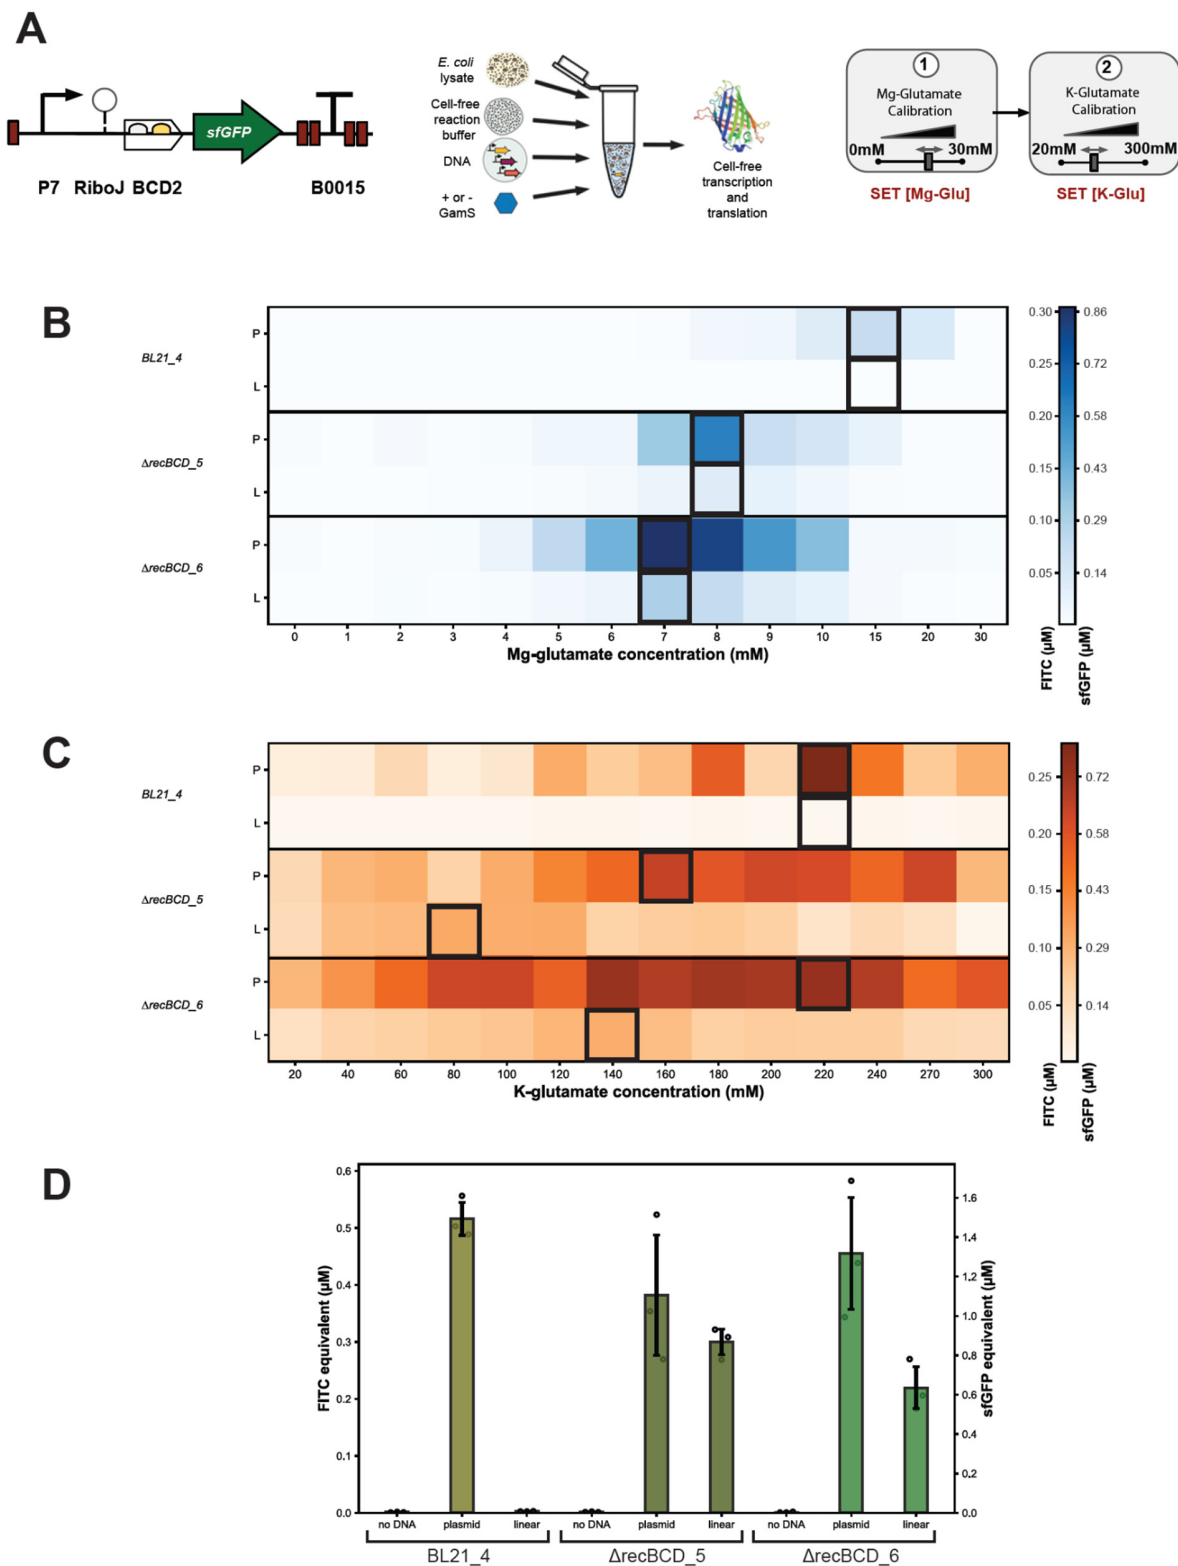 A
P7 RiboJ BCD2
sfGFP
B0015
E. coli
lysate
Cell-free
reaction
buffer
DNA
+ or -
GamS
Cell-free
transcription
and
translation
1
Mg-Glutamate
Calibration
0mM 30mM
SET [Mg-Glu]
2
K-Glutamate
Calibration
20mM 300mM
SET [K-Glu]
B
BL21_4
P
L
ΔrecBCD_5
P
L
ΔrecBCD_6
P
L
0 1 2 3 4 5 6 7 8 9 10 15 20 30
Mg-glutamate concentration (mM)
0.30 0.86
0.25 0.72
0.20 0.58
0.15 0.43
0.10 0.29
0.05 0.14
FITC (µM)
sfGFP (µM)
C
BL21_4
P
L
ΔrecBCD_5
P
L
ΔrecBCD_6
P
L
20 40 60 80 100 120 140 160 180 200 220 240 270 300
K-glutamate concentration (mM)
0.25 0.72
0.20 0.58
0.15 0.43
0.10 0.29
0.05 0.14
FITC (µM)
sfGFP (µM)
D
FITC equivalent (µM)
0.6
0.5
0.4
0.3
0.2
0.1
0.0
sfGFP equivalent (µM)
1.6
1.4
1.2
1.0
0.8
0.6
0.4
0.2
0.0
no DNA plasmid linear no DNA plasmid linear no DNA plasmid linear
BL21_4 ΔrecBCD_5 ΔrecBCD_6